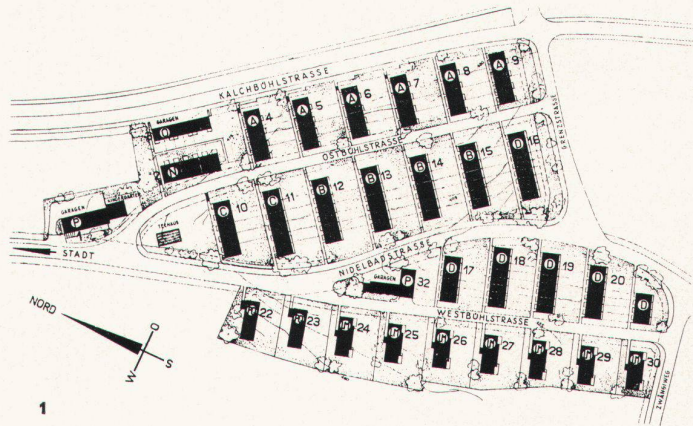 KALCHBÜHLSTRASSE
GARAGEN
O
N
A 4
A 5
A 6
A 7
A 8
A 9
OSTBÜHLSTRASSE
GRENZSTRASSE
GARAGEN
P
C 10
C 11
B 12
B 13
B 14
B 15
D 16
TEEHAUS
STADT
NIDELBADSTRASSE
GARAGEN
P 32
D 17
D 18
D 19
D 20
D
WESTBÜHLSTRASSE
22
23
24
25
26
27
28
29
30
ZWÄNGIWEG
NORD
O
S
W
1